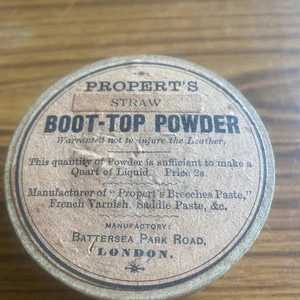 PROPERT'S
STRAW
BOOT-TOP POWDER
Warranted not to injure the Leather.
This quantity of Powder is sufficient to make a
Quart of Liquid. Price 2s.
Manufacturer of "Propert's Breeches Paste,"
French Varnish, Saddle Paste, &c.
MANUFACTORY:
BATTERSEA PARK ROAD,
LONDON.